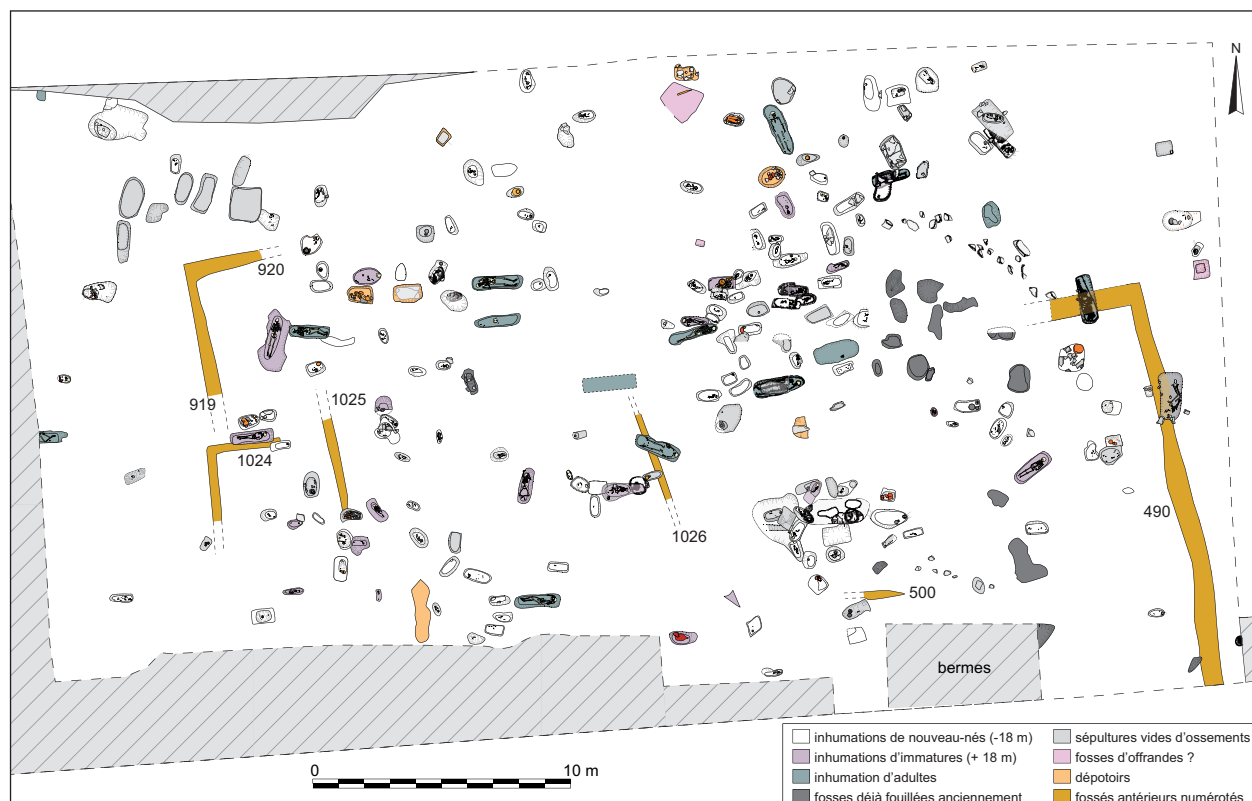 N
920
919
1025
1024
1026
490
500
bermes
0 10 m
inhumations de nouveau-nés (-18 m)
inhumations d'immatures (+ 18 m)
inhumation d'adultes
fosses déjà fouillées anciennement
sépultures vides d'ossements
fosses d'offrandes ?
dépotoirs
fossés antérieurs numérotés